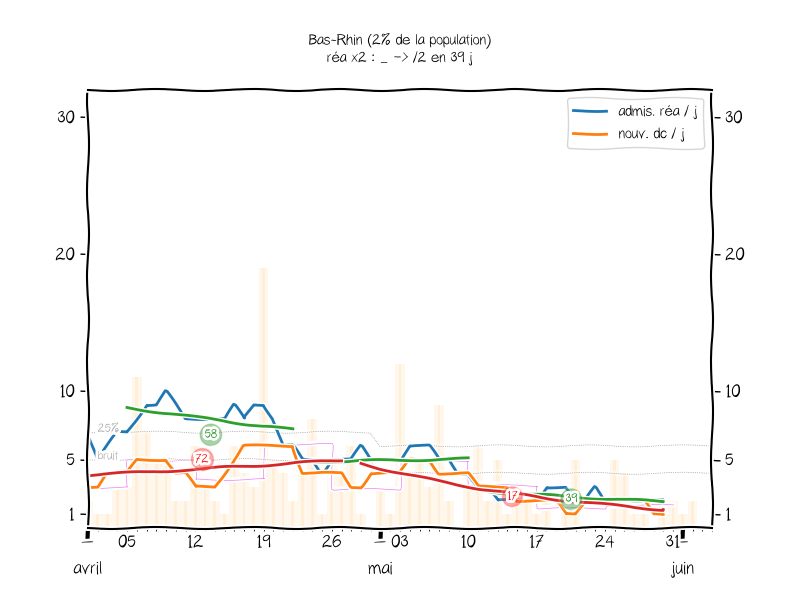 Bas-Rhin (2% de la population)
réa x2 : _ -> /2 en 39 j
admis. réa / j
nouv. dc / j
30
30
20
20
10
10
25%
58
bruit
72
5
5
17
39
1
1
05 12 19 26 03 10 17 24 31
avril mai juin